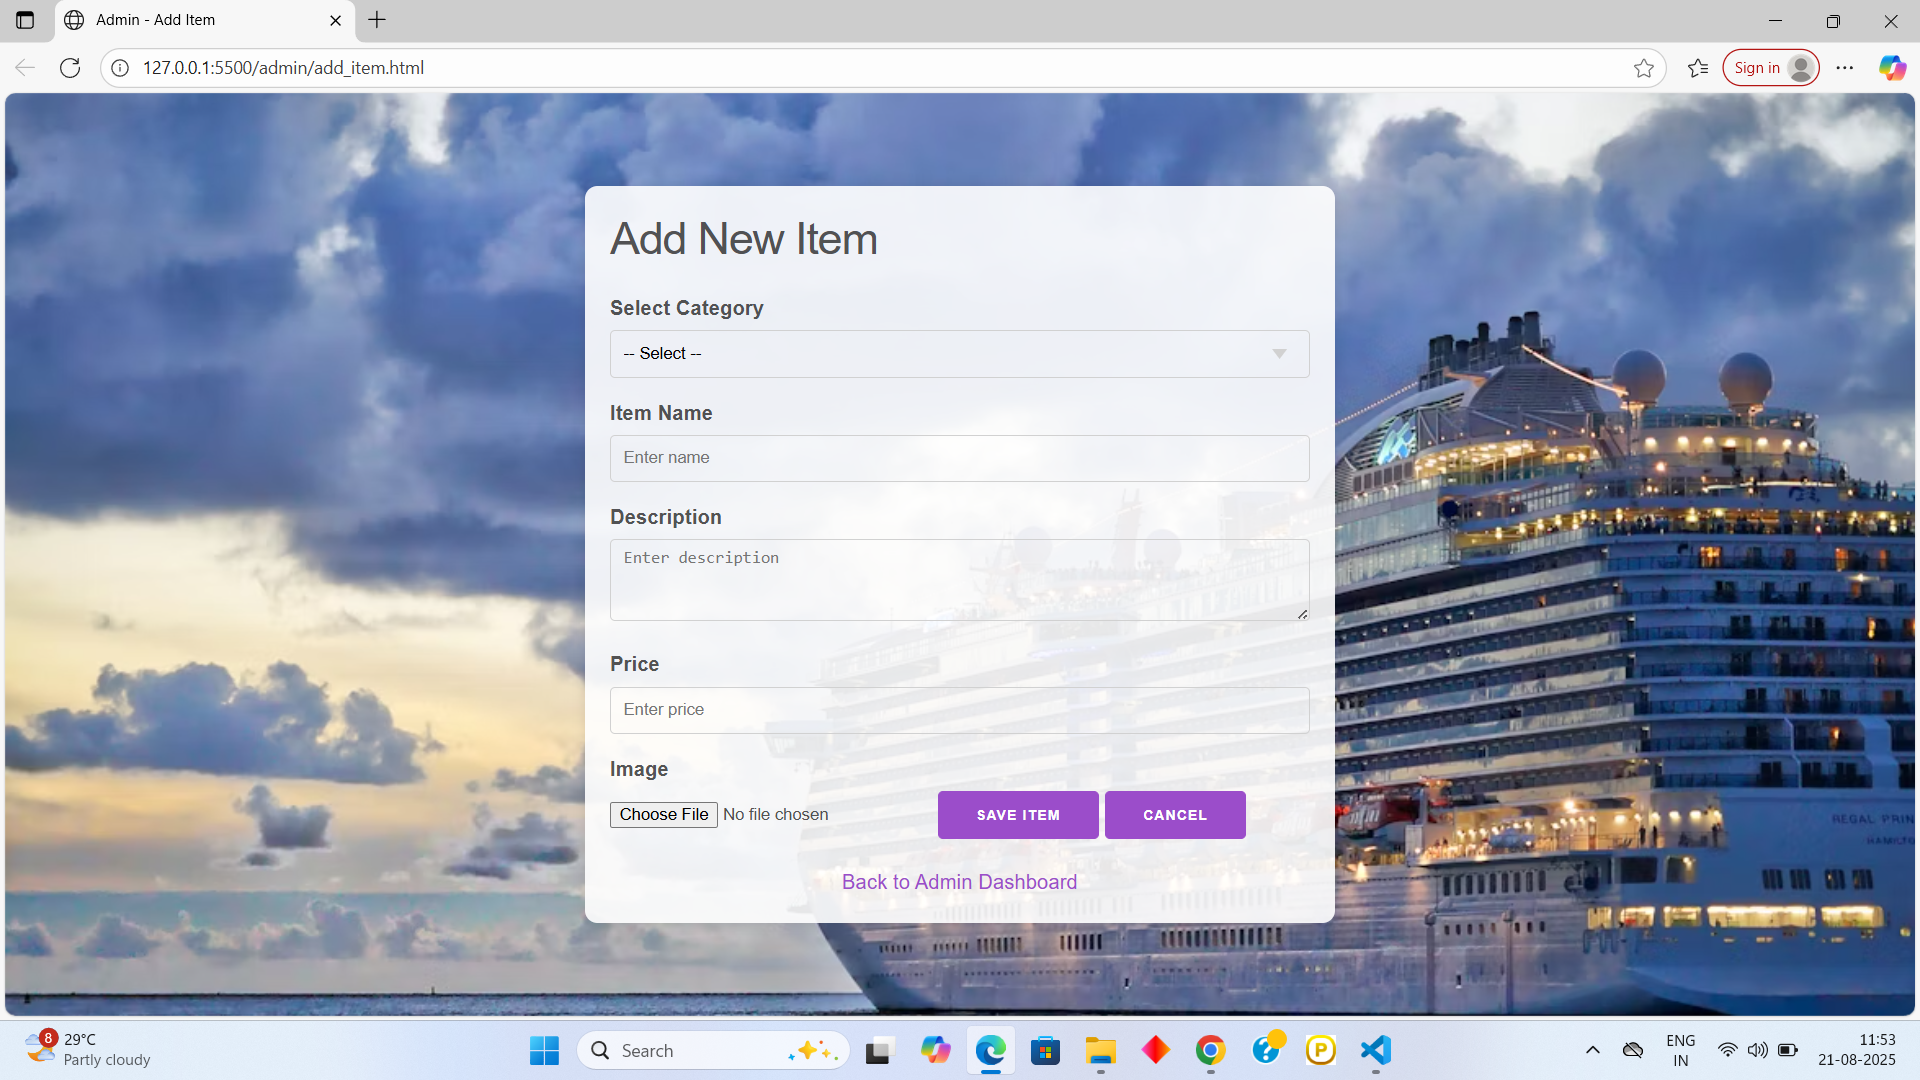 Admin - Add Item
127.0.0.1:5500/admin/add_item.html
Sign in
Add New Item
Select Category
-- Select --
Item Name
Enter name
Description
Enter description
Price
Enter price
Image
Choose File No file chosen
SAVE ITEM
CANCEL
Back to Admin Dashboard
REGAL PRIN
HAMILTO
8
29°C
Partly cloudy
Search
ENG
IN
11:53
21-08-2025